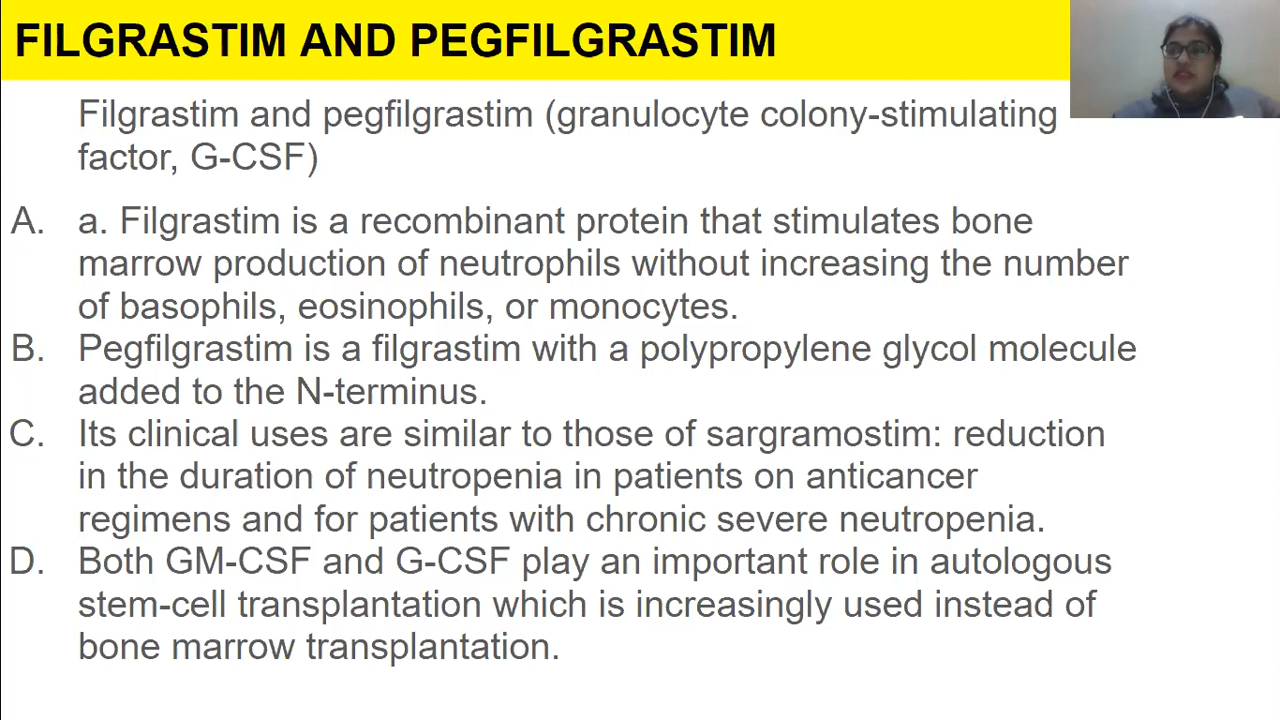 FILGRASTIM AND PEGFILGRASTIM
Filgrastim and pegfilgrastim (granulocyte colony-stimulating
factor, G-CSF)
A. a. Filgrastim is a recombinant protein that stimulates bone
marrow production of neutrophils without increasing the number
of basophils, eosinophils, or monocytes.
B. Pegfilgrastim is a filgrastim with a polypropylene glycol molecule
added to the N-terminus.
C. Its clinical uses are similar to those of sargramostim: reduction
in the duration of neutropenia in patients on anticancer
regimens and for patients with chronic severe neutropenia.
D. Both GM-CSF and G-CSF play an important role in autologous
stem-cell transplantation which is increasingly used instead of
bone marrow transplantation.